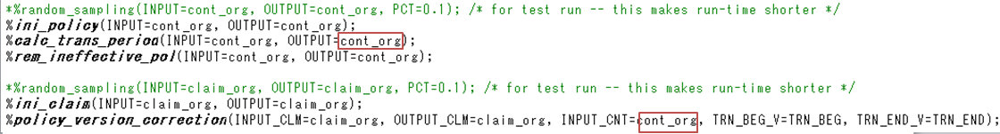 *%random_sampling(INPUT=cont_org, OUTPUT=cont_org, PCT=0.1); /* for test run -- this makes run-time shorter */
%ini_policy(INPUT=cont_org, OUTPUT=cont_org);
%calc_trans_period(INPUT=cont_org, OUTPUT=cont_org);
%rem_ineffective_pol(INPUT=cont_org, OUTPUT=cont_org);
*%random_sampling(INPUT=claim_org, OUTPUT=claim_org, PCT=0.1); /* for test run -- this makes run-time shorter */
%ini_claim(INPUT=claim_org, OUTPUT=claim_org);
%policy_version_correction(INPUT_CLM=claim_org, OUTPUT_CLM=claim_org, INPUT_CNT=cont_org, TRN_BEG_V=TRN_BEG, TRN_END_V=TRN_END);